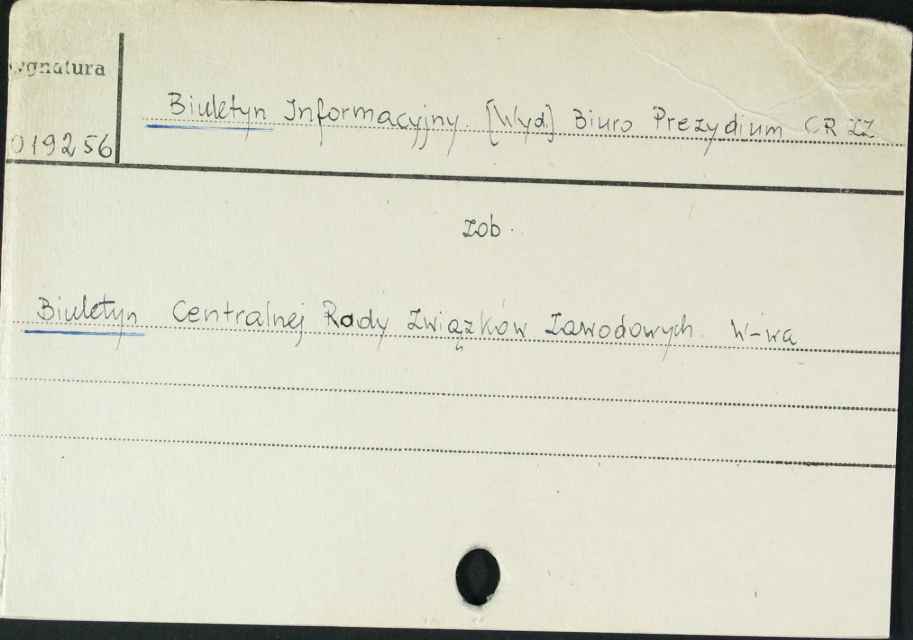 Sygnatura
019256
Biuletyn Informacyjny. [Wyd.] Biuro Prezydium CRZZ
zob.
Biuletyn Centralnej Rady Związków Zawodowych. W-wa